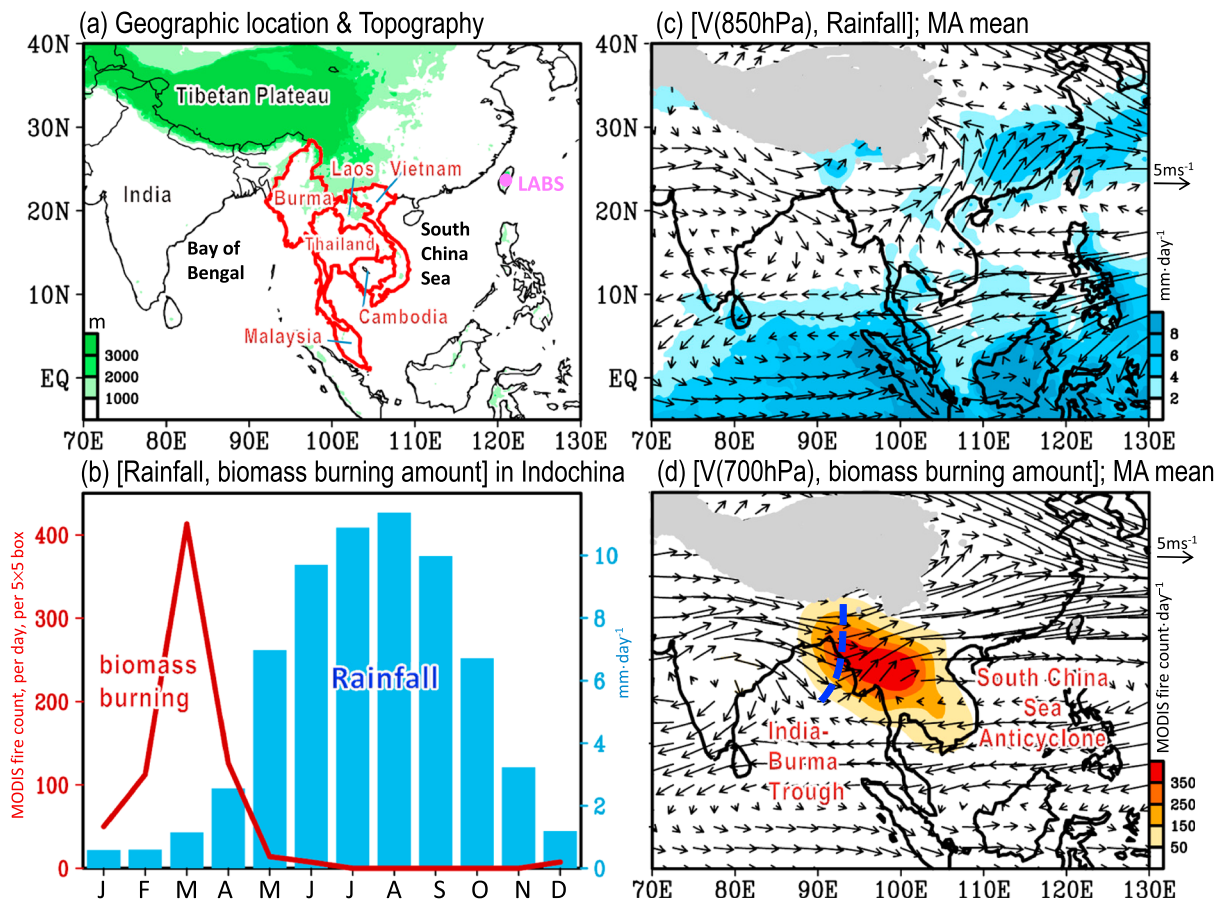 (a) Geographic location & Topography
40N
30N
20N
10N
EQ
70E 80E 90E 100E 110E 120E 130E
Tibetan Plateau
India
Burma
Laos
Vietnam
Thailand
Cambodia
Malaysia
Bay of
Bengal
South
China
Sea
LABS
m
3000
2000
1000
(c) [V(850hPa), Rainfall]; MA mean
40N
30N
20N
10N
EQ
70E 80E 90E 100E 110E 120E 130E
5ms-1
mm·day-1
8
6
4
2
(b) [Rainfall, biomass burning amount] in Indochina
MODIS fire count, per day, per 5×5 box
400
300
200
100
0
biomass
burning
Rainfall
10
8
6
4
2
0
mm·day-1
J F M A M J J A S O N D
(d) [V(700hPa), biomass burning amount]; MA mean
5ms-1
MODIS fire count·day-1
350
250
150
50
South China
Sea
Anticyclone
India-
Burma
Trough
70E 80E 90E 100E 110E 120E 130E